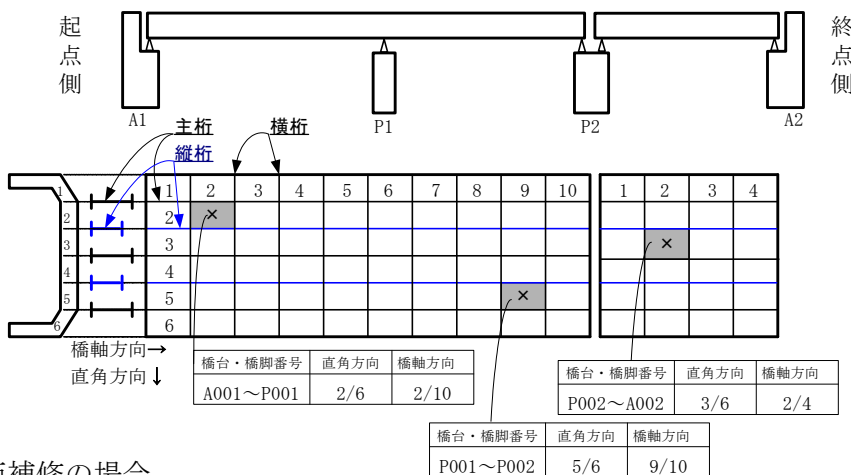 起点側
終点側
A1
P1
P2
A2
主桁
横桁
縦桁
1 1 2 3 4 5 6 7 8 9 10 1 2 3 4
2 2 × 
3 3 ×
4 4
5 5 ×
6 6
橋軸方向→
直角方向↓
橋台・橋脚番号 直角方向 橋軸方向
A001～P001 2/6 2/10
橋台・橋脚番号 直角方向 橋軸方向
P002～A002 3/6 2/4
橋台・橋脚番号 直角方向 橋軸方向
P001～P002 5/6 9/10
補修の場合